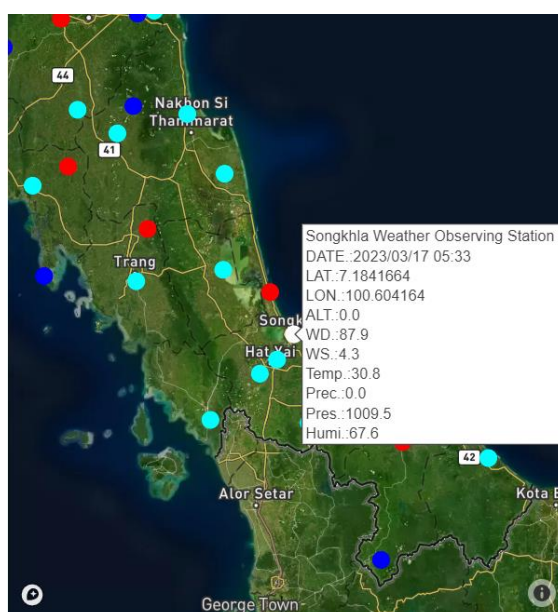 44
Nakhon Si
Thammarat
41
Trang
Songkhla Weather Observing Station
DATE.:2023/03/17 05:33
LAT.:7.1841664
LON.:100.604164
ALT.:0.0
WD.:87.9
WS.:4.3
Temp.:30.8
Prec.:0.0
Pres.:1009.5
Humi.:67.6
Songk
Hat Yai
42
Alor Setar
Kota B
George Town